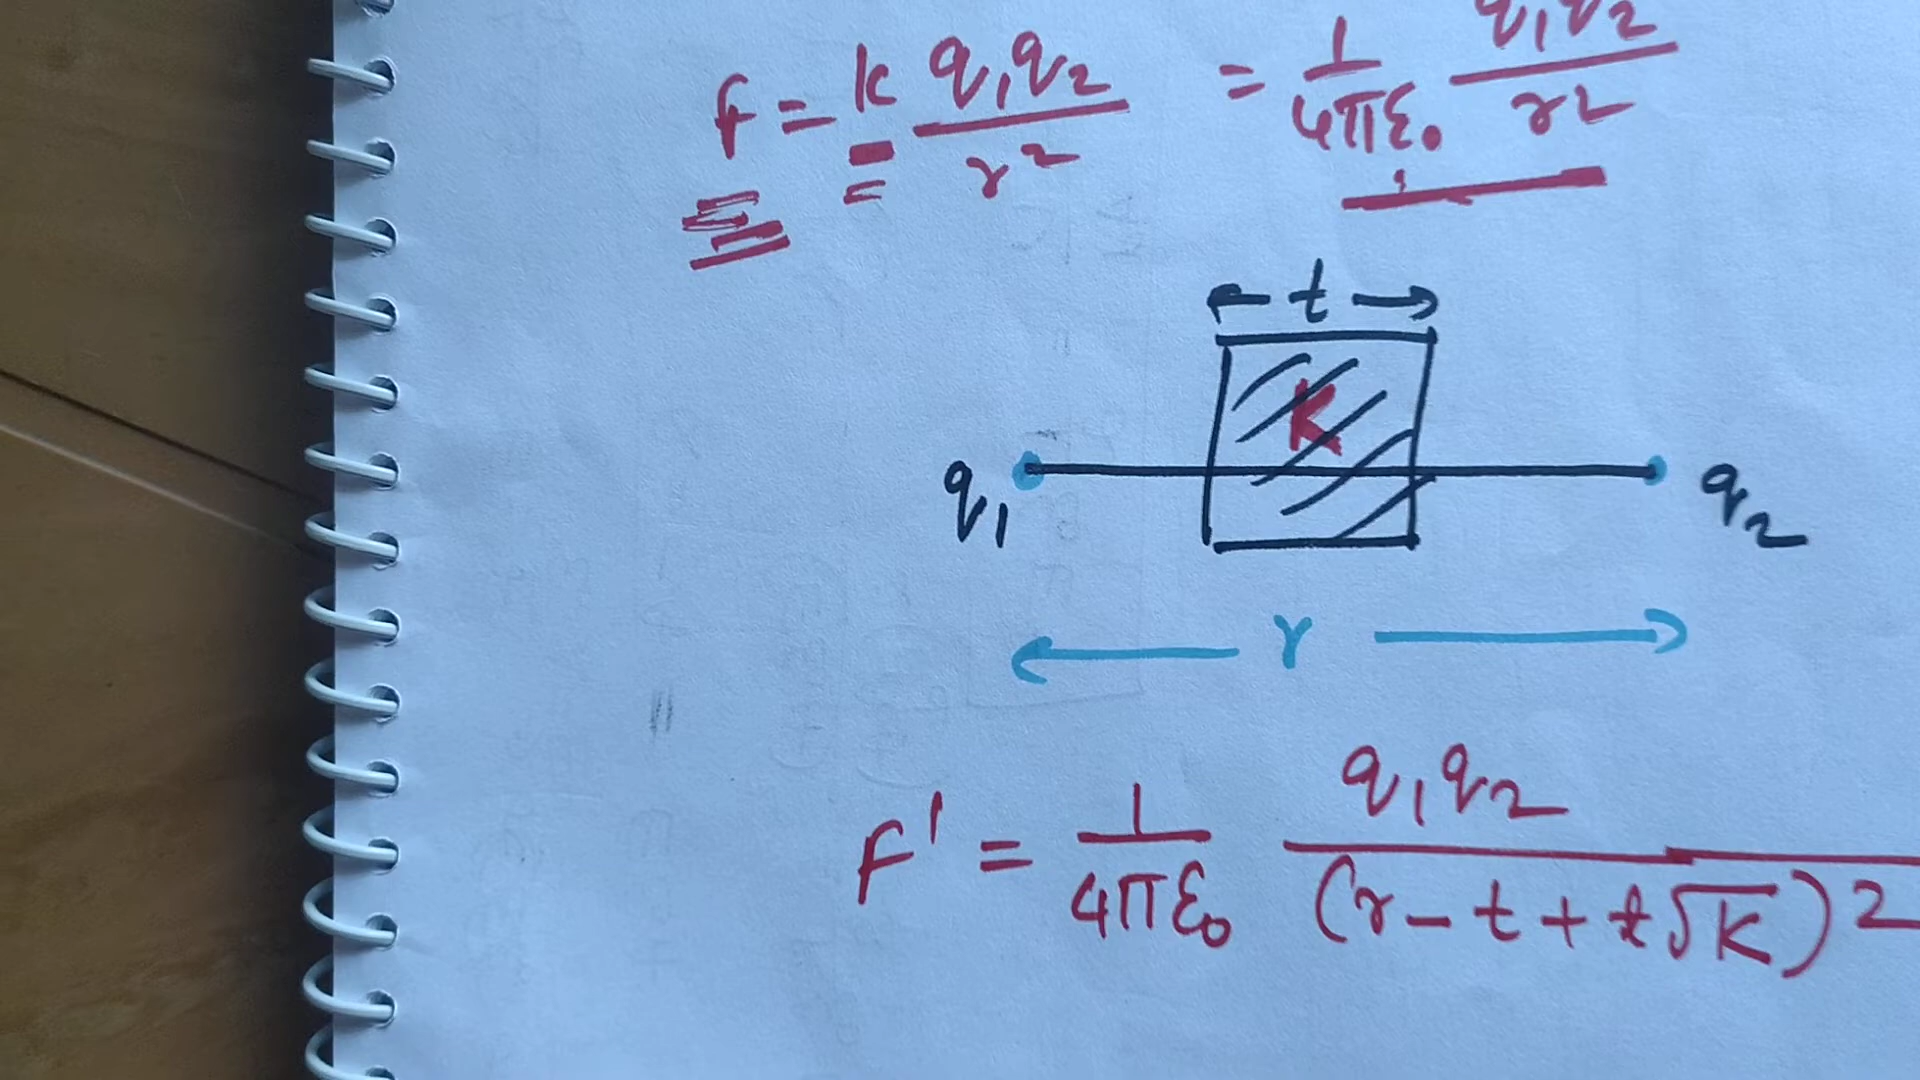 F = k q₁q₂/r² = 1/4πε₀ q₁q₂/r²
← t →
K
q₁ q₂
← r →
F' = 1/4πε₀ q₁q₂/(r - t + t√K)²